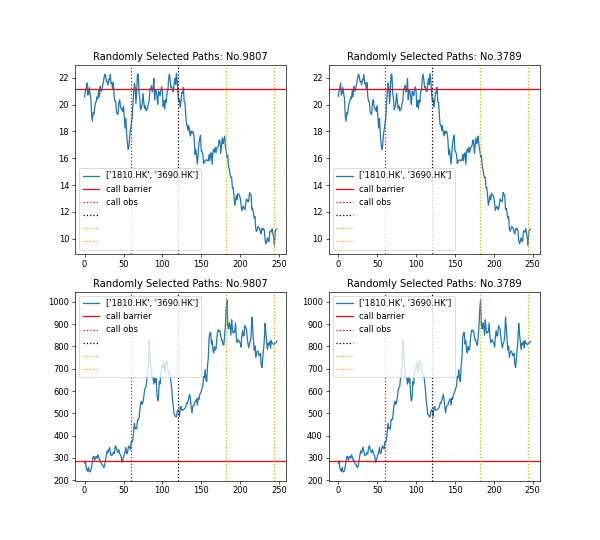 Randomly Selected Paths: No.9807
22
20
18
16
14
12
10
['1810.HK', '3690.HK']
call barrier
call obs
0 50 100 150 200 250
Randomly Selected Paths: No.3789
22
20
18
16
14
12
10
['1810.HK', '3690.HK']
call barrier
call obs
0 50 100 150 200 250
Randomly Selected Paths: No.9807
1000
900
800
700
600
500
400
300
200
['1810.HK', '3690.HK']
call barrier
call obs
0 50 100 150 200 250
Randomly Selected Paths: No.3789
1000
900
800
700
600
500
400
300
200
['1810.HK', '3690.HK']
call barrier
call obs
0 50 100 150 200 250